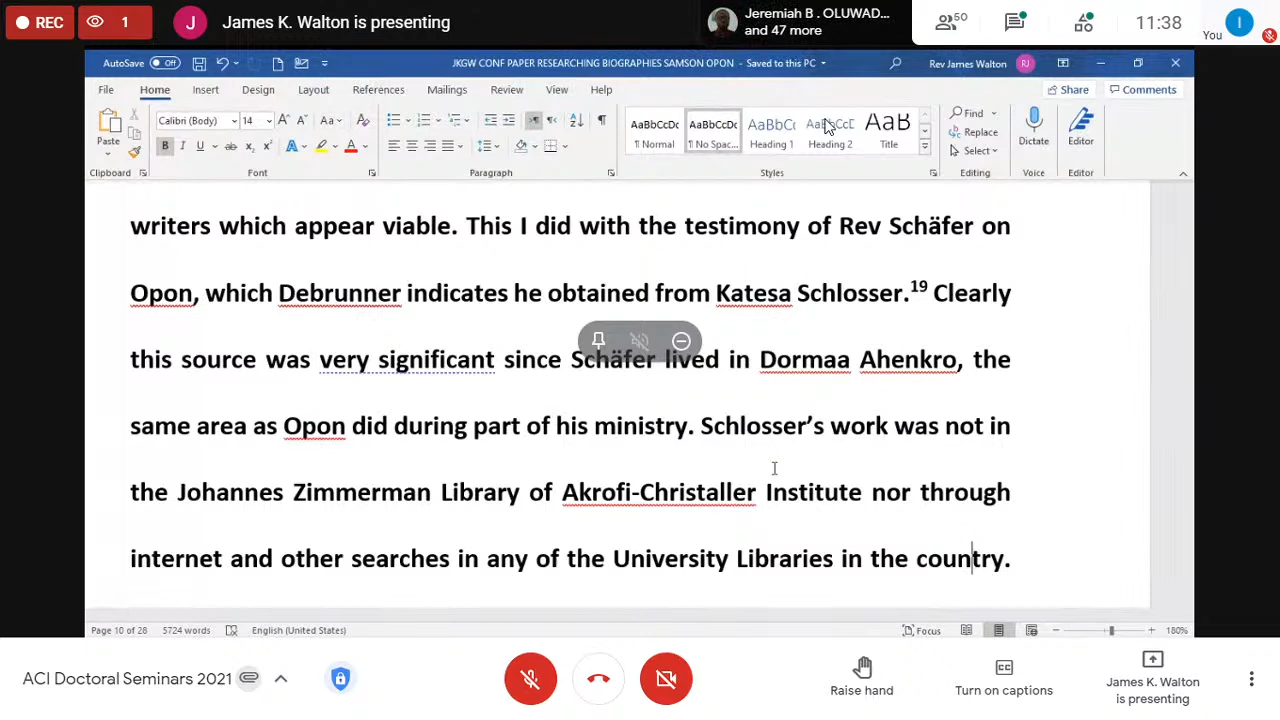 REC
1
J
James K. Walton is presenting
Jeremiah B . OLUWAD...
and 47 more
50
11:38
You
I
AutoSave Off
JKGW CONF PAPER RESEARCHING BIOGRAPHIES SAMSON OPON - Saved to this PC
Rev James Walton
RJ
File Home Insert Design Layout References Mailings Review View Help
Share
Comments
Paste
Calibri (Body) 14
AaBbCcDc AaBbCcDc AaBbCc AaBbCcE AaB
¶ Normal ¶ No Spac... Heading 1 Heading 2 Title
Find
Replace
Select
Dictate
Editor
Clipboard Font Paragraph Styles Editing Voice Editor
writers which appear viable. This I did with the testimony of Rev Schäfer on
Opon, which Debrunner indicates he obtained from Katesa Schlosser.19 Clearly
this source was very significant since Schäfer lived in Dormaa Ahenkro, the
same area as Opon did during part of his ministry. Schlosser’s work was not in
the Johannes Zimmerman Library of Akrofi-Christaller Institute nor through
internet and other searches in any of the University Libraries in the country.
Page 10 of 28 5724 words English (United States) Focus 180%
ACI Doctoral Seminars 2021
Raise hand
Turn on captions
James K. Walton
is presenting